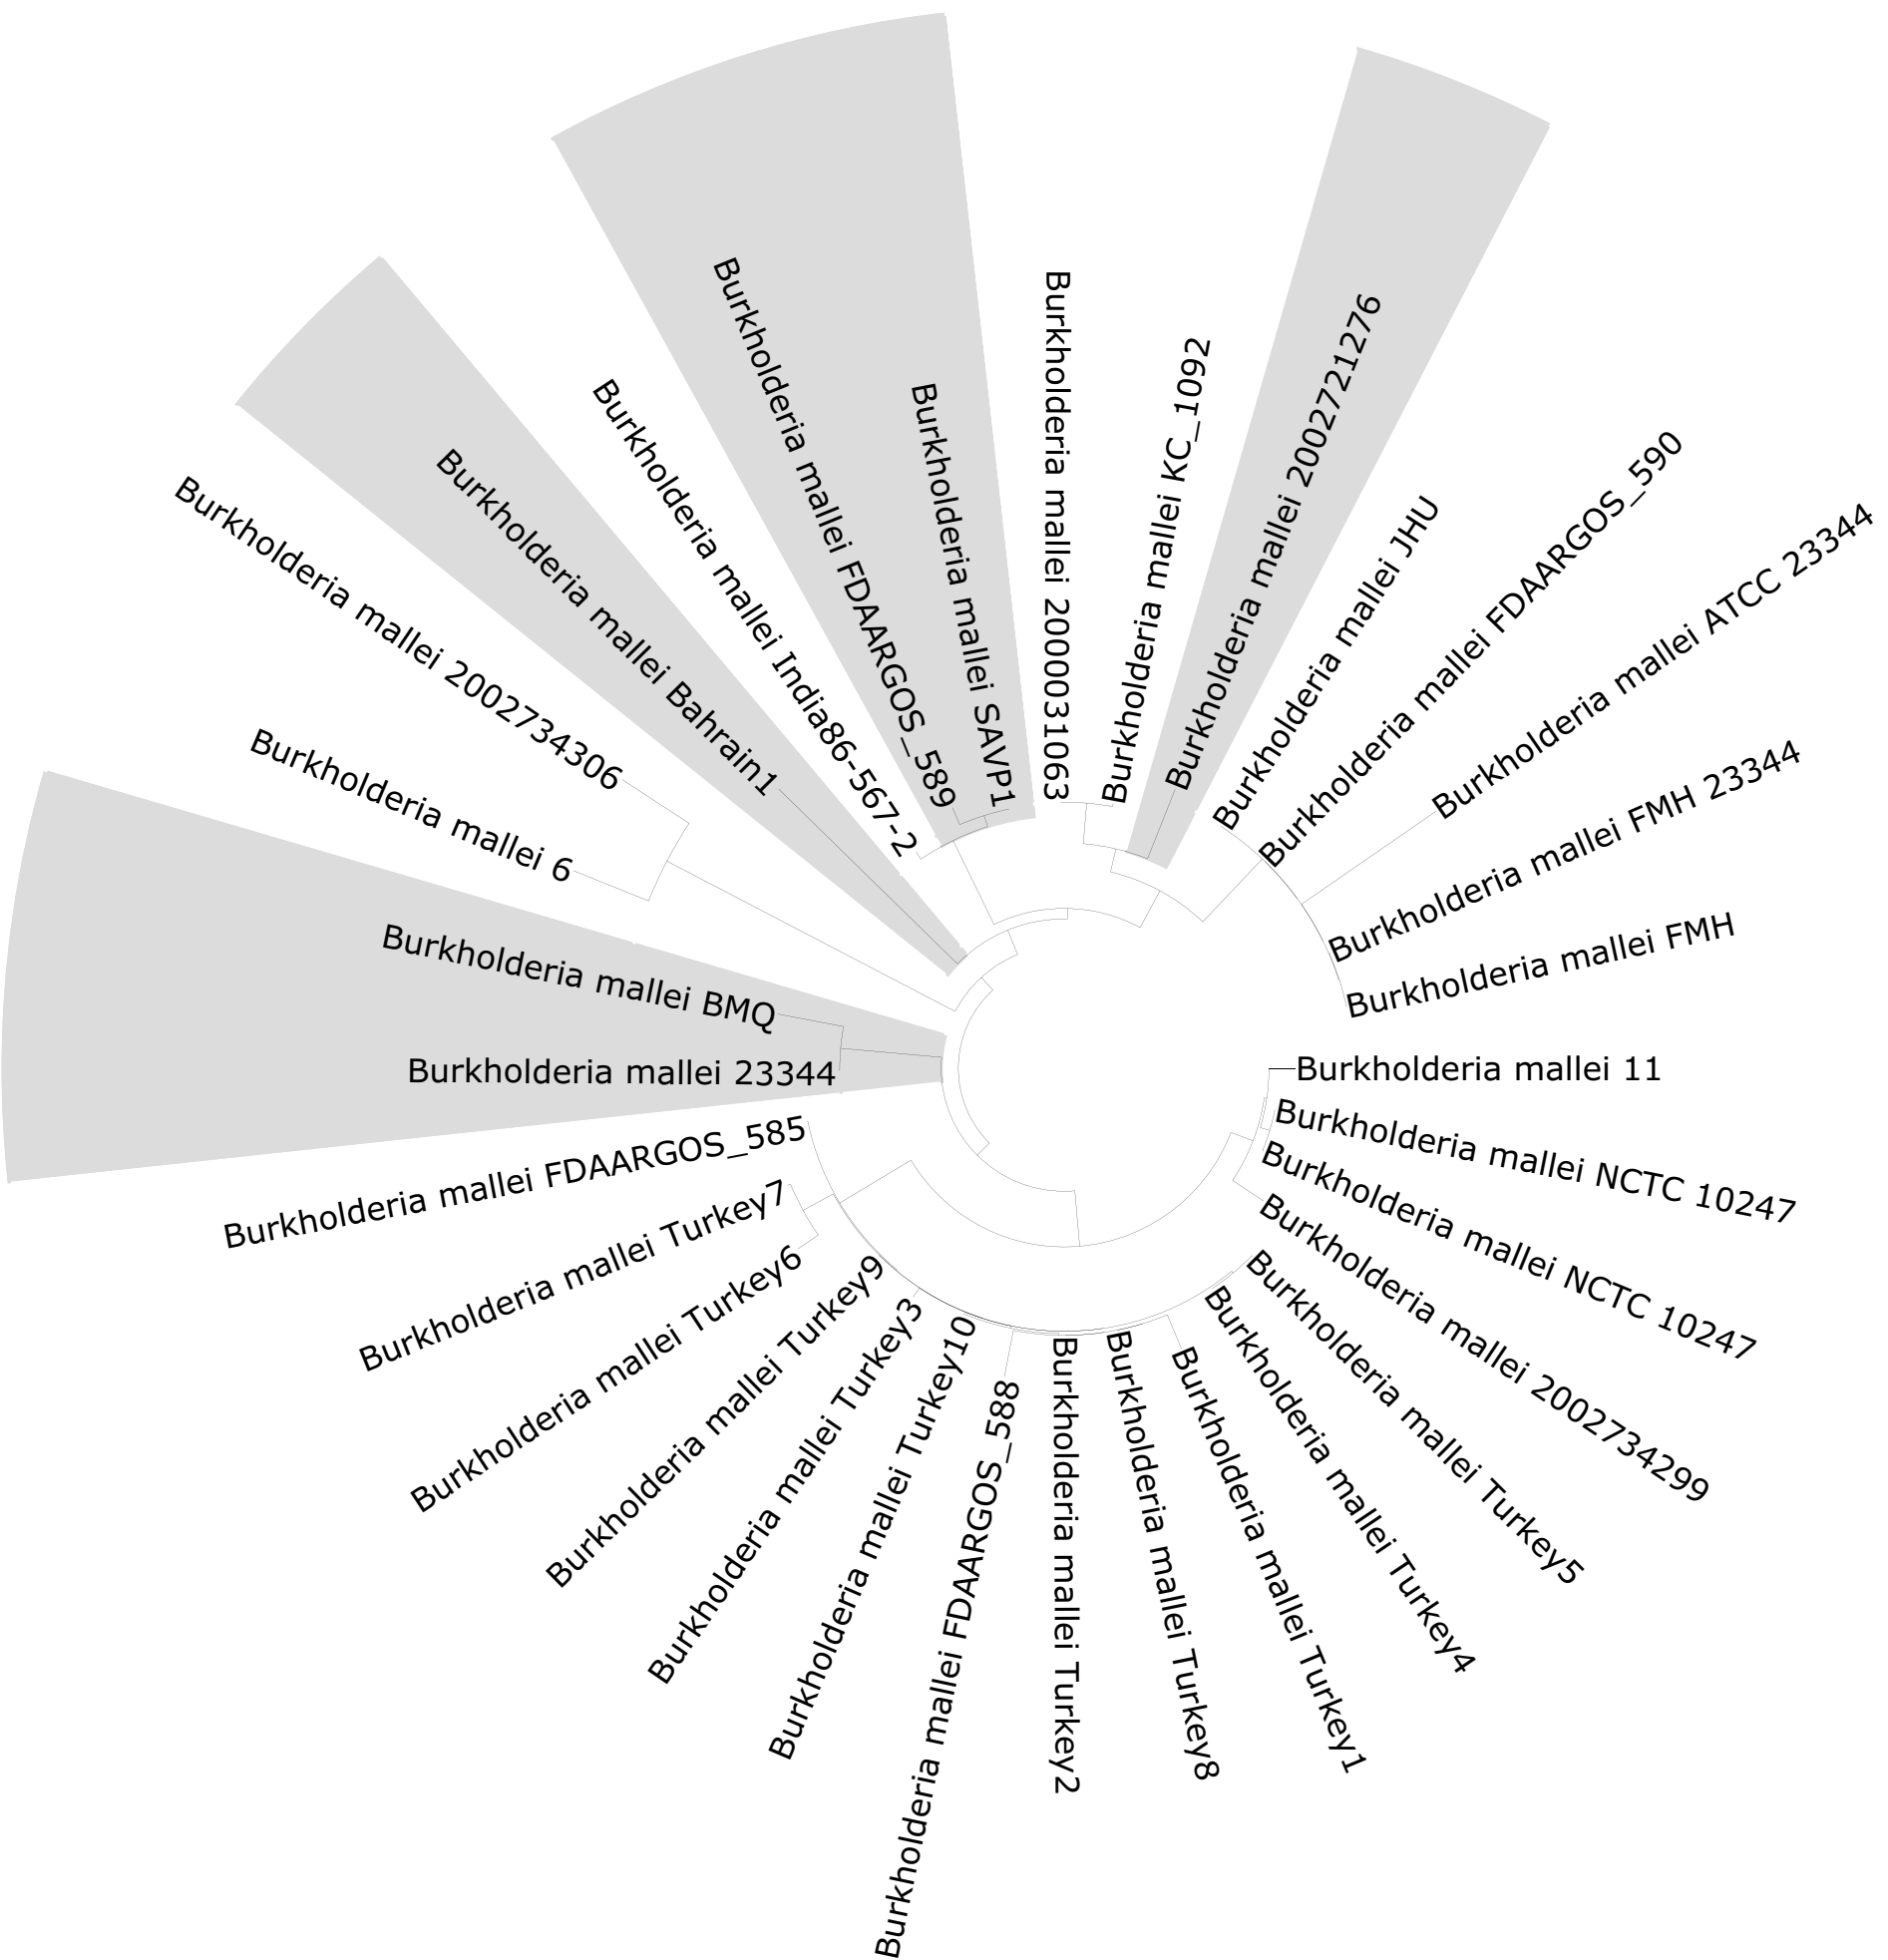 Burkholderia mallei 2000031063
Burkholderia mallei KC_1092
Burkholderia mallei 2002721276
Burkholderia mallei JHU
Burkholderia mallei FDAARGOS_590
Burkholderia mallei ATCC 23344
Burkholderia mallei FMH 23344
Burkholderia mallei FMH
Burkholderia mallei 11
Burkholderia mallei NCTC 10247
Burkholderia mallei NCTC 10247
Burkholderia mallei 2002734299
Burkholderia mallei Turkey5
Burkholderia mallei Turkey4
Burkholderia mallei Turkey1
Burkholderia mallei Turkey8
Burkholderia mallei Turkey2
Burkholderia mallei FDAARGOS_588
Burkholderia mallei Turkey10
Burkholderia mallei Turkey3
Burkholderia mallei Turkey9
Burkholderia mallei Turkey6
Burkholderia mallei Turkey7
Burkholderia mallei FDAARGOS_585
Burkholderia mallei 23344
Burkholderia mallei BMQ
Burkholderia mallei 6
Burkholderia mallei 2002734306
Burkholderia mallei Bahrain1
Burkholderia mallei India86-567-2
Burkholderia mallei FDAARGOS_589
Burkholderia mallei SAVP1